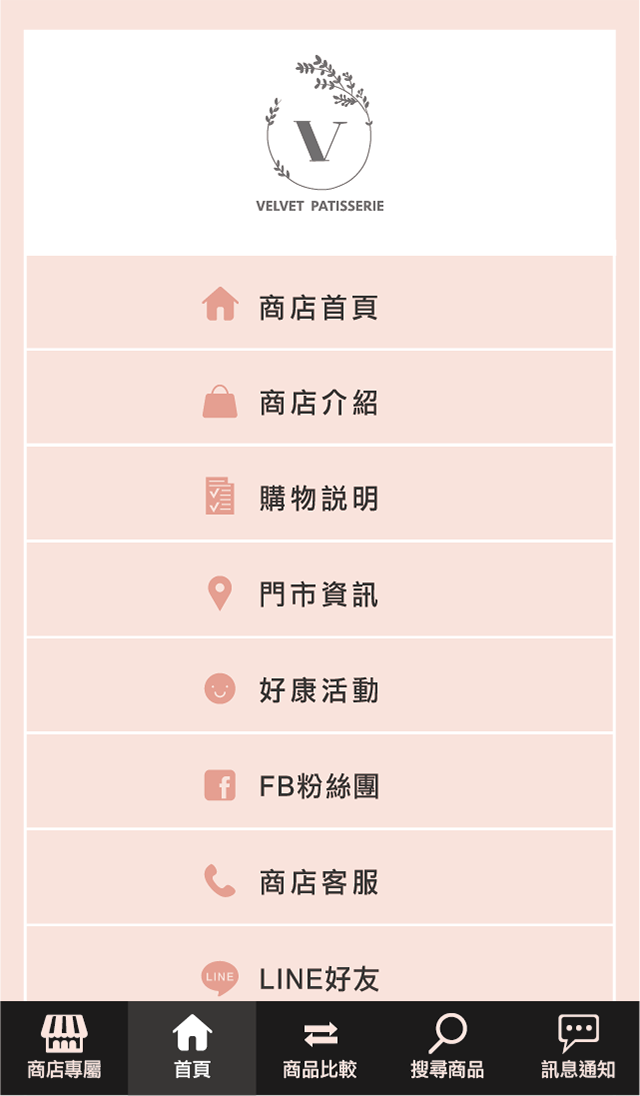 V
VELVET PATISSERIE
商店首頁
商店介紹
購物説明
門市資訊
好康活動
FB粉絲團
商店客服
LINE
LINE好友
商店專屬
首頁
商品比較
搜尋商品
訊息通知